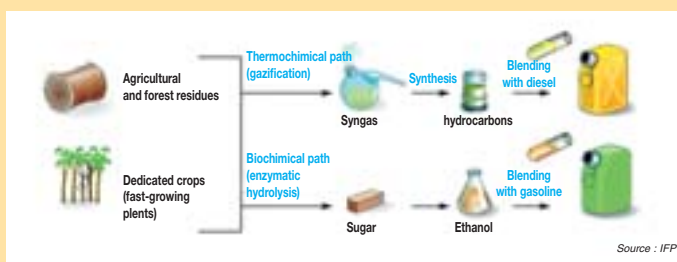 Agricultural
and forest residues
Thermochimical path
(gazification)
Syngas
Synthesis
hydrocarbons
Blending
with diesel
Dedicated crops
(fast-growing
plents)
Biochimical path
(enzymatic
hydrolysis)
Sugar
Ethanol
Blending
with gasoline
Source : IFP